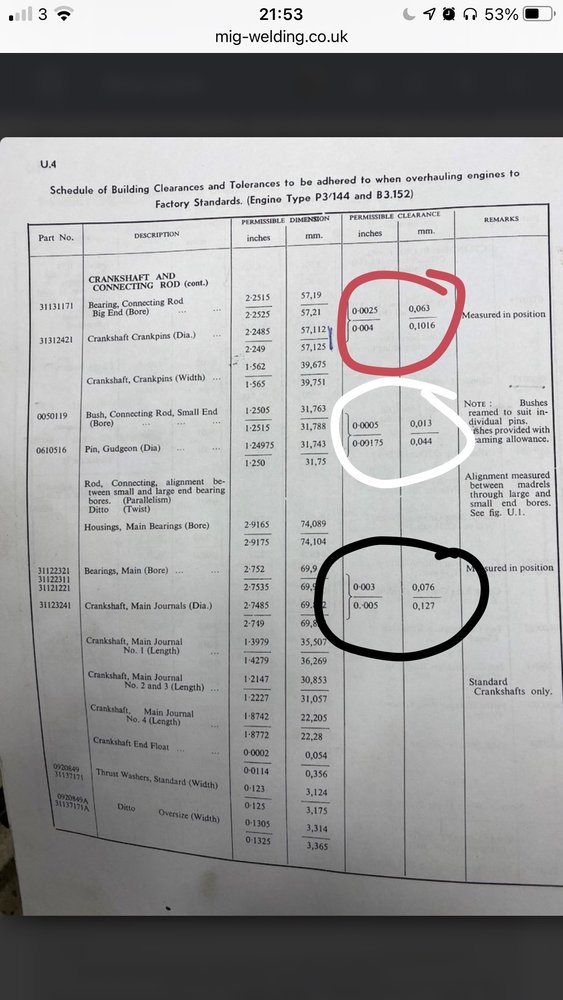 3 21:53 53%
mig-welding.co.uk
U.4
Schedule of Building Clearances and Tolerances to be adhered to when overhauling engines to
Factory Standards. (Engine Type P3/144 and B3.152)
Part No. DESCRIPTION PERMISSIBLE DIMENSION PERMISSIBLE CLEARANCE REMARKS
inches mm. inches mm.
CRANKSHAFT AND
CONNECTING ROD (cont.)
31131171 Bearing, Connecting Rod 2·2515 57,19
Big End (Bore) ... ... 2·2525 57,21 0·0025 0,063 Measured in position
31312421 Crankshaft Crankpins (Dia.) ... 2·2485 57,112 0·004 0,1016
2·249 57,125
Crankshaft, Crankpins (Width) ... 1·562 39,675
1·565 39,751
0050119 Bush, Connecting Rod, Small End 1·2505 31,763
(Bore) ... ... 1·2515 31,788 0·0005 0,013
0610516 Pin, Gudgeon (Dia) ... ... 1·24975 31,743 0·00175 0,044
1·250 31,75
NOTE : Bushes
reamed to suit in-
dividual pins.
shes provided with
eaming allowance.
Rod, Connecting, alignment be-
tween small and large end bearing
bores. (Parallelism)
Ditto (Twist)
Alignment measured
between madrels
through large and
small end bores.
See fig. U.1.
Housings, Main Bearings (Bore) 2·9165 74,089
2·9175 74,104
31122321 Bearings, Main (Bore) ... ... 2·752 69,9 Measured in position
31122311
31121221 2·7535 69,9 0·003 0,076
31123241 Crankshaft, Main Journals (Dia.) 2·7485 0.·005 0,127
2·749 69,8
Crankshaft, Main Journal 1·3979 35,507
No. 1 (Length) ... 1·4279 36,269
Crankshaft, Main Journal 1·2147 30,853
No. 2 and 3 (Length) ... 1·2227 31,057
Standard
Crankshafts only.
Crankshaft, Main Journal 1·8742 22,205
No. 4 (Length) ... 1·8772 22,28
Crankshaft End Float ... ... 0·0002 0,054
0·0114 0,356
0920849
31137171 Thrust Washers, Standard (Width) 0·123 3,124
0·125 3,175
0920849A
31137171A Ditto Oversize (Width) 0·1305 3,314
0·1325 3,365